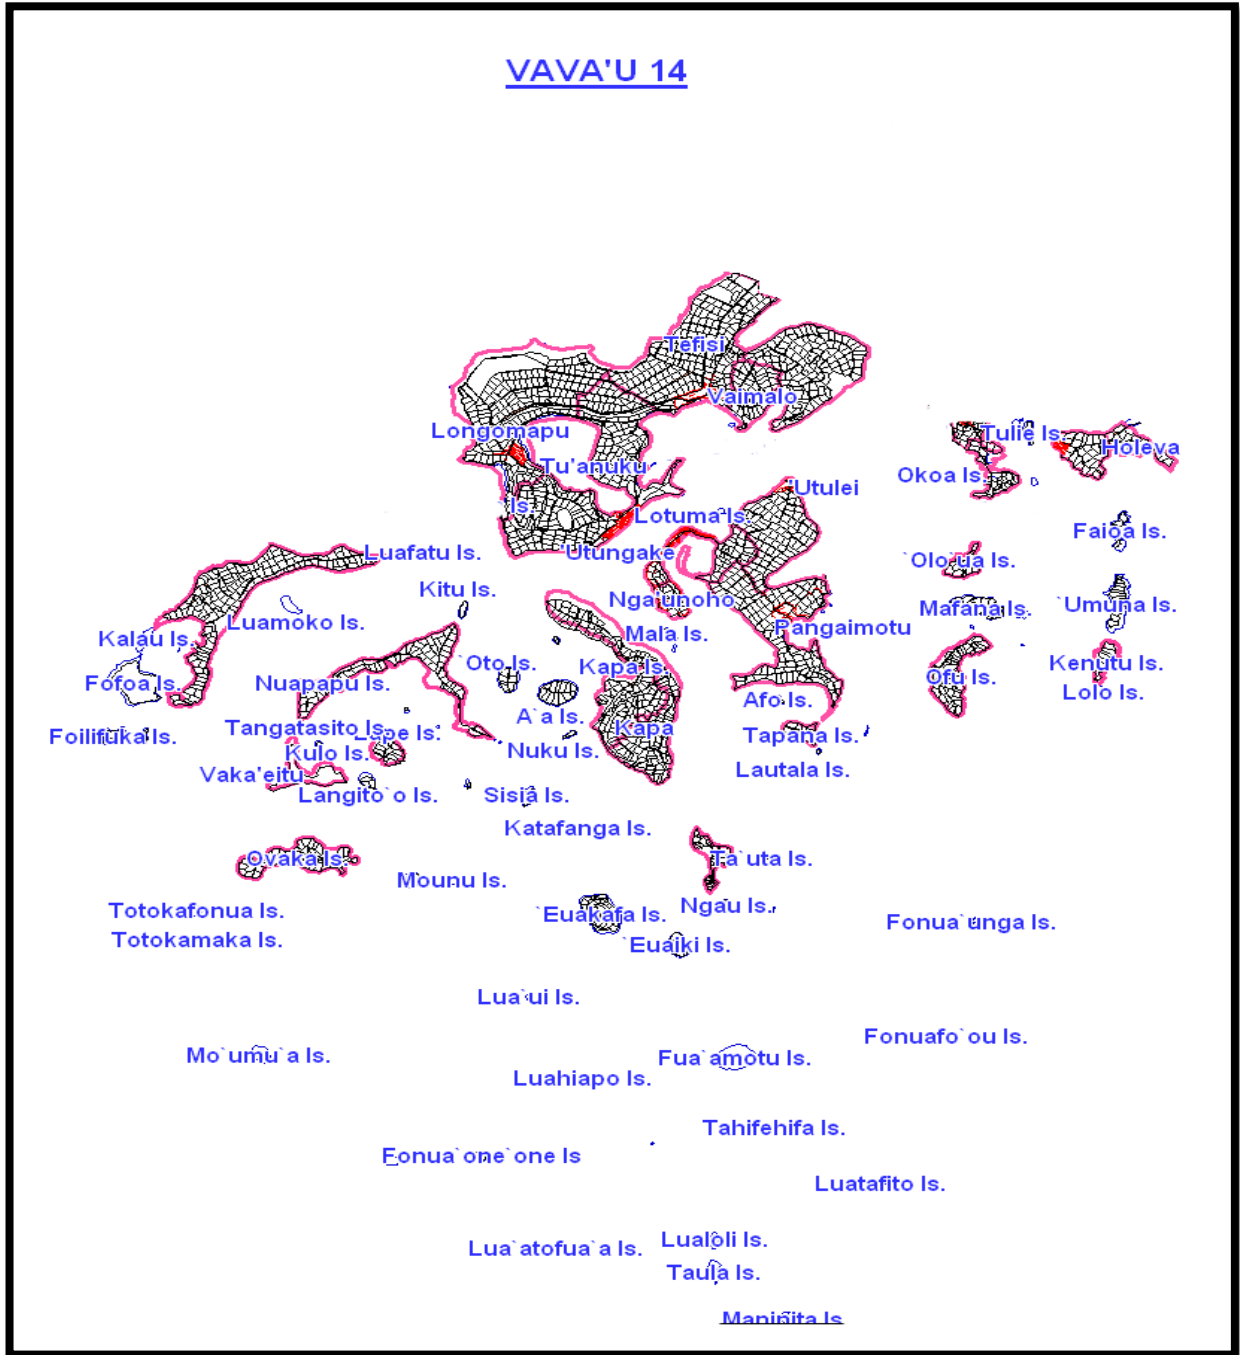 VAVA'U 14
Tefisi
Vaimalo
Longomapu
Tulie Is.
Holeva
Tu'anuku
Okoa Is.
'Utulei
Is.
Lotuma Is.
Faioa Is.
Luafatu Is.
'Utungake
`Olo`ua Is.
Kitu Is.
Nga'unoho
Mafana Is.
`Umuna Is.
Luamoko Is.
Pangaimotu
Kalau Is.
Mala Is.
`Oto Is.
Kapa Is.
Kenutu Is.
Fofoa Is.
Nuapapu Is.
Ofu Is.
Lolo Is.
Afo Is.
A`a Is.
Tangatasito Is.
Kapa
Lape Is.
Foilifuka Is.
Tapana Is.
Kulo Is.
Nuku Is.
Vaka'eitu
Lautala Is.
Langito`o Is.
Sisia Is.
Katafanga Is.
Ovaka Is.
Ta`uta Is.
Mounu Is.
Totokafonua Is.
`Euakafa Is.
Ngau Is.
Fonua`unga Is.
Totokamaka Is.
`Euaiki Is.
Lua`ui Is.
Fonuafo`ou Is.
Mo`umu`a Is.
Fua`amotu Is.
Luahiapo Is.
Tahifehifa Is.
Fonua`one`one Is
Luatafito Is.
Lualoli Is.
Lua`atofua`a Is.
Taula Is.
Maninita Is